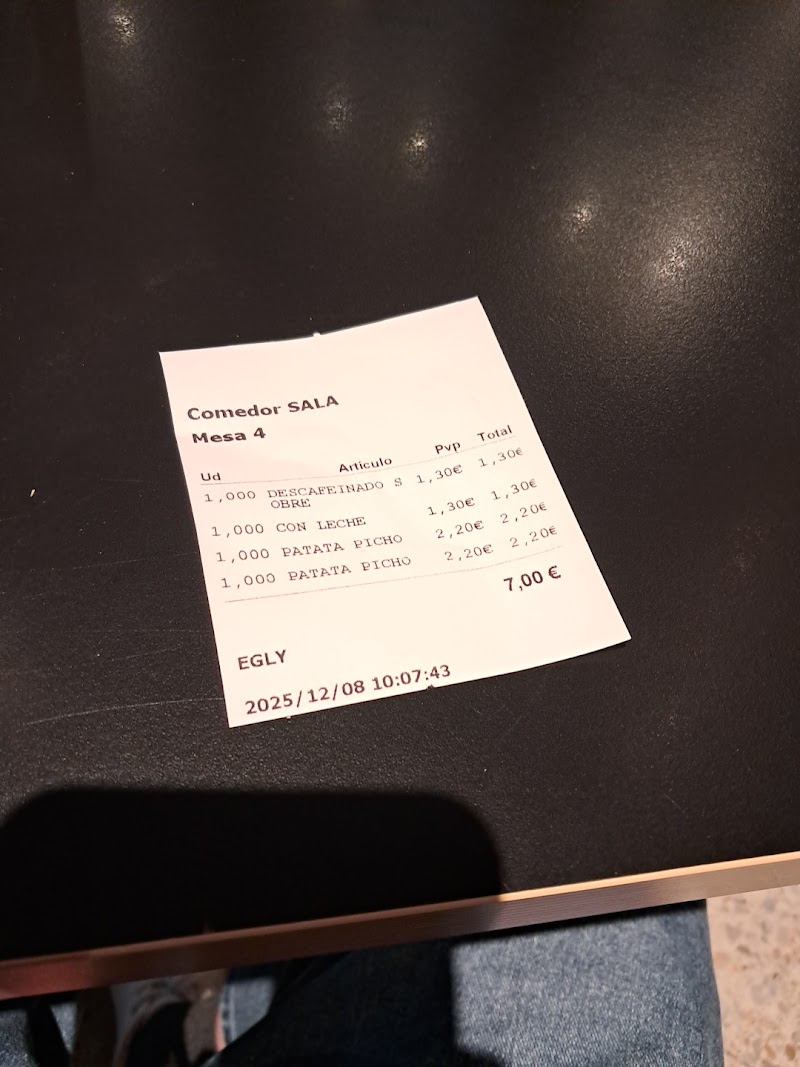 Comedor SALA
Mesa 4
Ud Artículo Pvp Total
1,000 DESCAFEINADO S 1,30€ 1,30€
OBRE
1,000 CON LECHE 1,30€ 1,30€
1,000 PATATA PICHO 2,20€ 2,20€
1,000 PATATA PICHO 2,20€ 2,20€
7,00 €
EGLY
2025/12/08 10:07:43